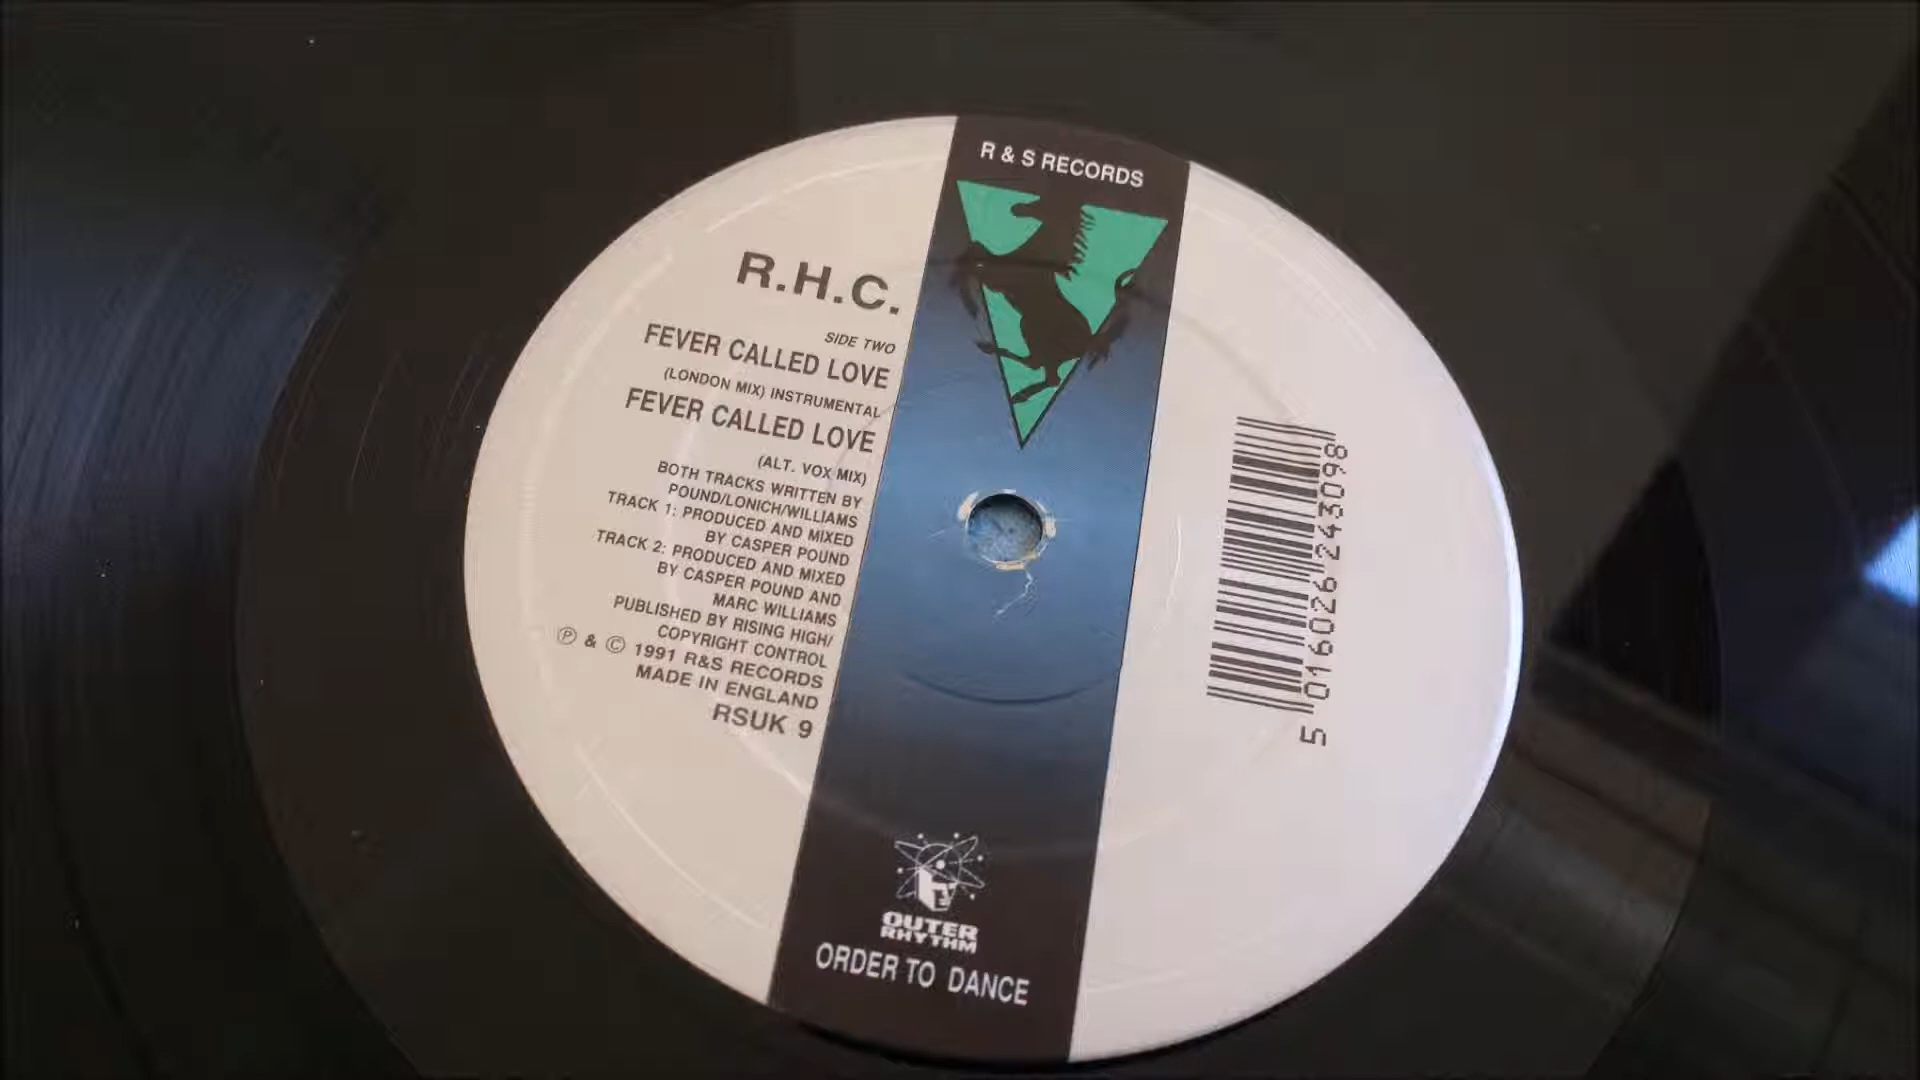 R & S RECORDS
R.H.C.
SIDE TWO
FEVER CALLED LOVE
(LONDON MIX) INSTRUMENTAL
FEVER CALLED LOVE
(ALT. VOX MIX)
BOTH TRACKS WRITTEN BY
POUND/LONICH/WILLIAMS
TRACK 1: PRODUCED AND MIXED
BY CASPER POUND
TRACK 2: PRODUCED AND MIXED
BY CASPER POUND AND
MARC WILLIAMS
PUBLISHED BY RISING HIGH/
COPYRIGHT CONTROL
Ⓟ & © 1991 R&S RECORDS
MADE IN ENGLAND
RSUK 9
5 016026 243098
OUTER
RHYTHM
ORDER TO DANCE